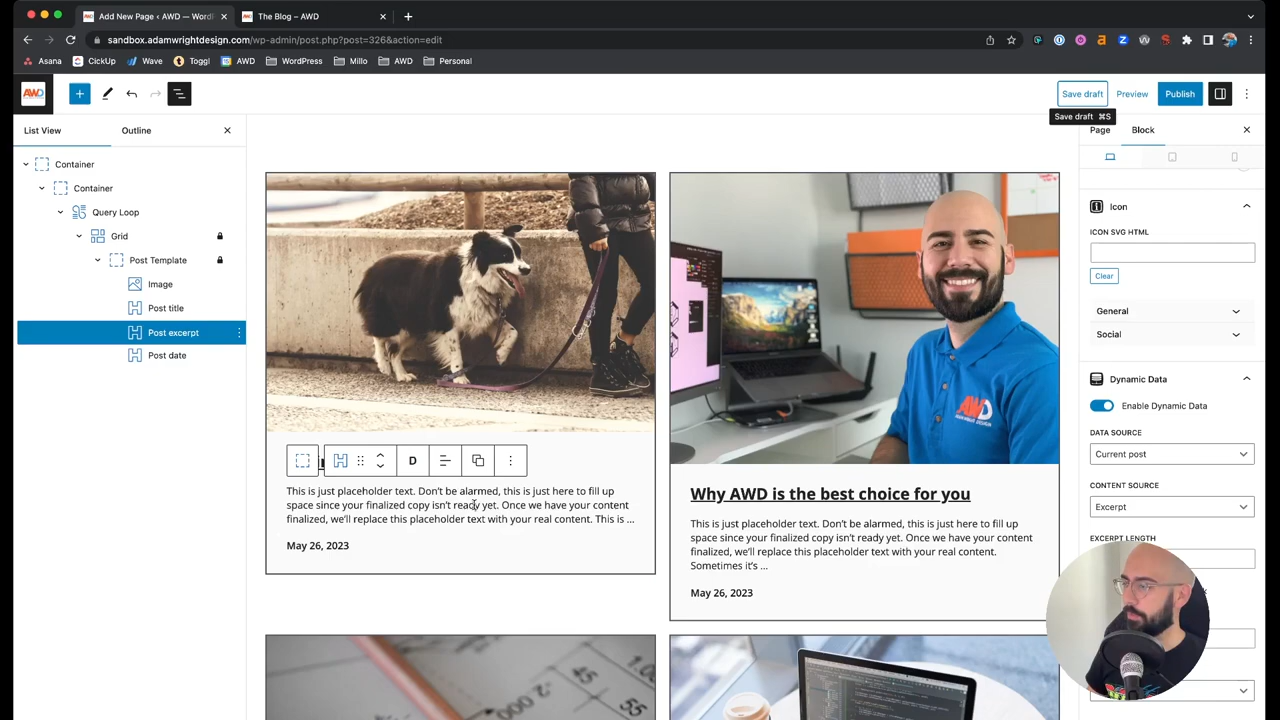 Add New Page ‹ AWD — WordP
The Blog – AWD
sandbox.adamwrightdesign.com/wp-admin/post.php?post=326&action=edit
Asana
ClickUp
Wave
Toggl
AWD
WordPress
Millo
AWD
Personal
AWD
Save draft
Preview
Publish
Save draft ⌘S
List View
Outline
Page
Block
Container
Container
Query Loop
Grid
Post Template
Image
Post title
Post excerpt
Post date
D
This is just placeholder text. Don't be alarmed, this is just here to fill up
space since your finalized copy isn't ready yet. Once we have your content
finalized, we'll replace this placeholder text with your real content. This is ...
May 26, 2023
AWD
Why AWD is the best choice for you
This is just placeholder text. Don't be alarmed, this is just here to fill up
space since your finalized copy isn't ready yet. Once we have your content
finalized, we'll replace this placeholder text with your real content.
Sometimes it's ...
May 26, 2023
Icon
ICON SVG HTML
Clear
General
Social
Dynamic Data
Enable Dynamic Data
DATA SOURCE
Current post
CONTENT SOURCE
Excerpt
EXCERPT LENGTH